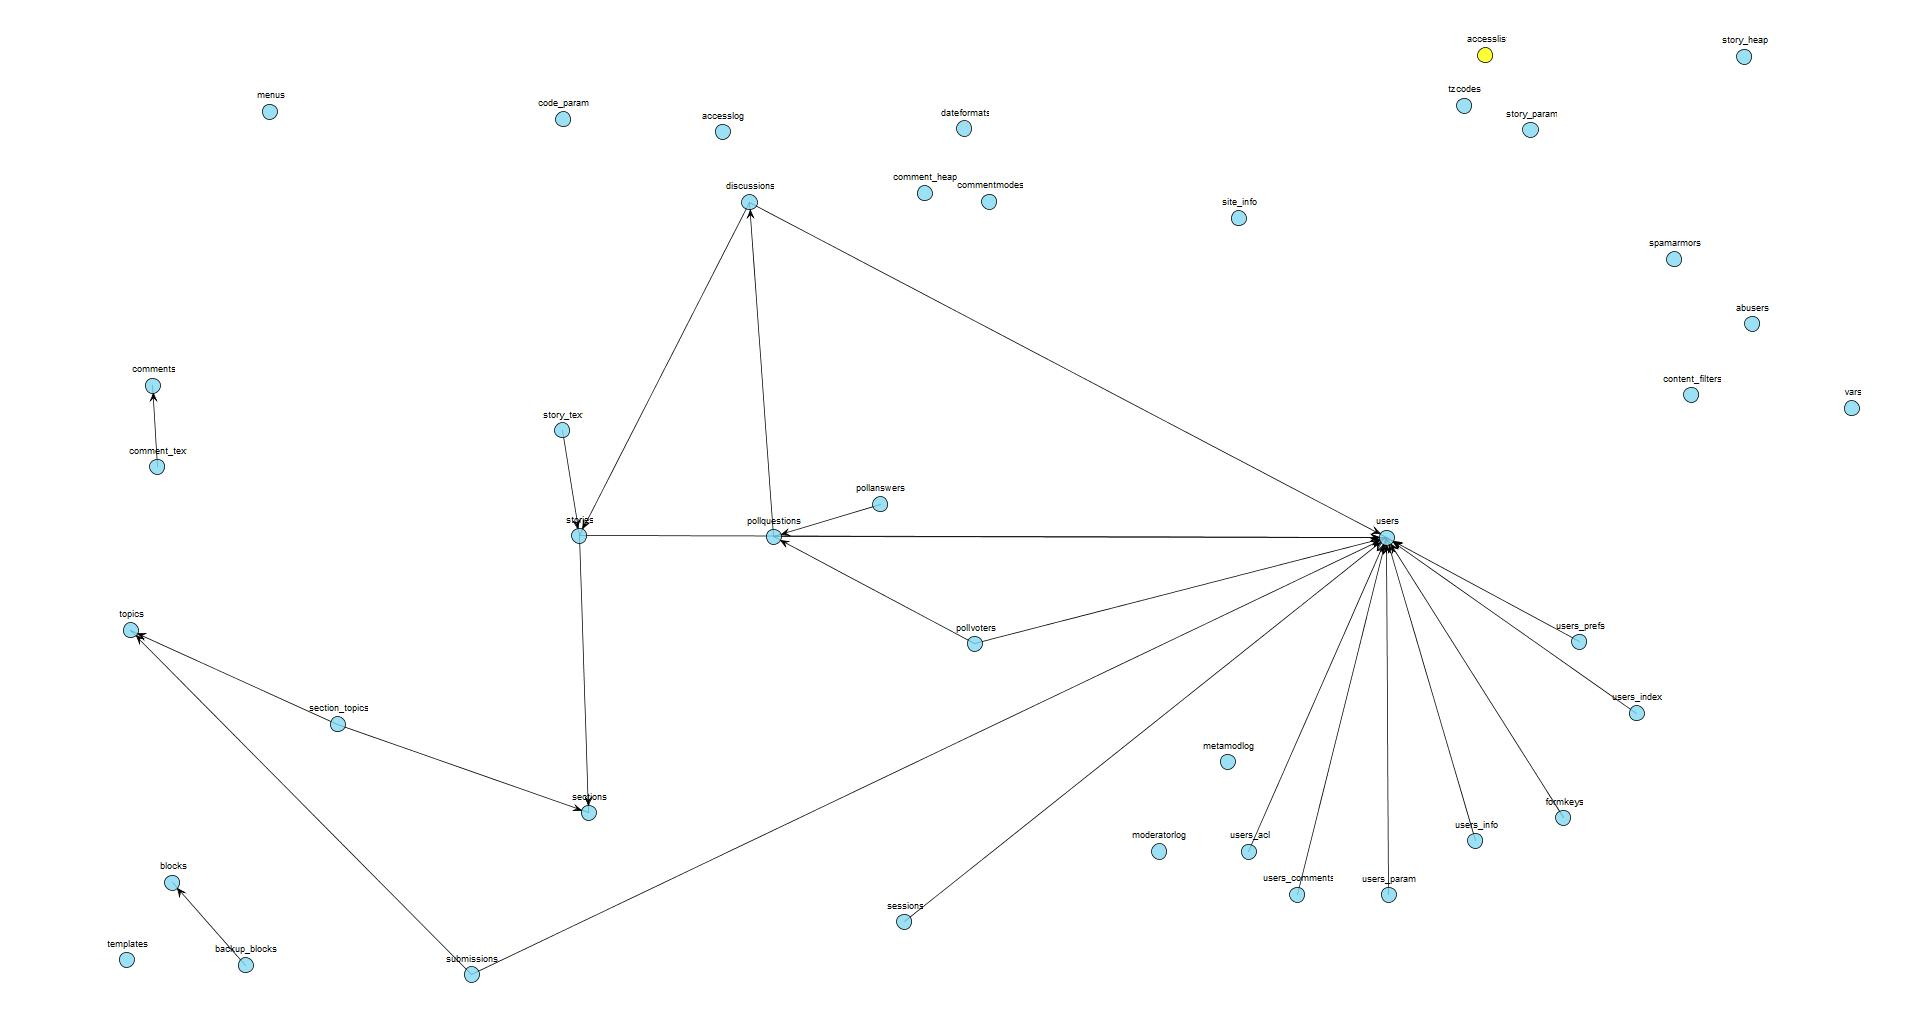 accesslis
story_heap
menus
code_param
accesslog
dateformats
tzcodes
story_param
discussions
comment_heap
commentmodes
site_info
spamarmors
abusers
comments
content_filters
vars
story_tex
comment_tex
pollanswers
stories
pollquestions
users
topics
pollvoters
users_prefs
section_topics
users_index
metamodlog
sections
formkeys
moderatorlog
users_acl
users_info
blocks
users_comments
users_param
sessions
templates
backup_blocks
submissions